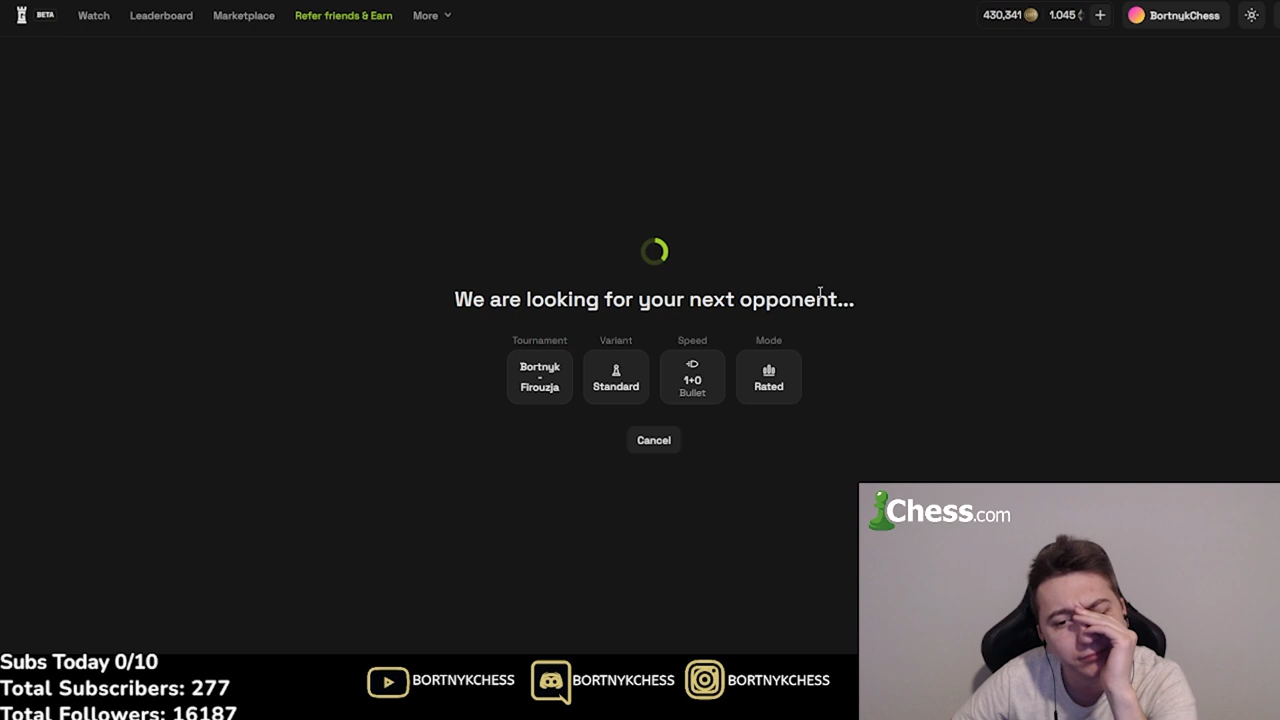 BETA Watch Leaderboard Marketplace Refer friends & Earn More 430,341 1.045 + BortnykChess
We are looking for your next opponent...
Tournament Variant Speed Mode
Bortnyk
-
Firouzja
Standard
1+0
Bullet
Rated
Cancel
Chess.com
Subs Today 0/10
Total Subscribers: 277
Total Followers: 16187
BORTNYKCHESS BORTNYKCHESS BORTNYKCHESS